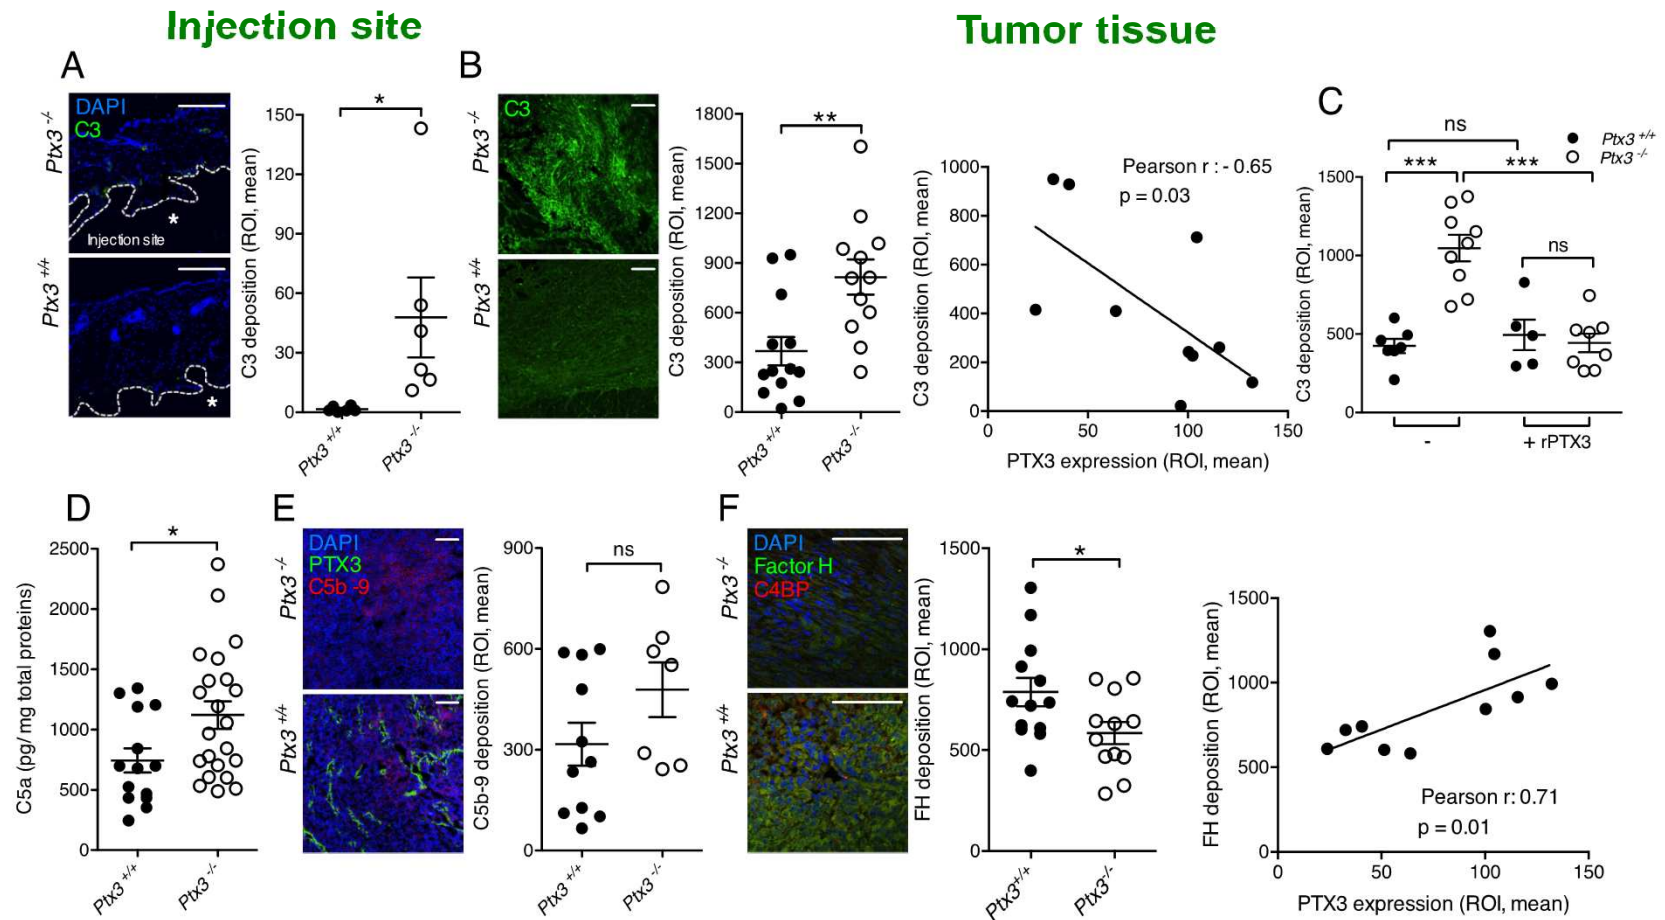 Injection site
Tumor tissue
A
Ptx3 -/-
DAPI
C3
Injection site
*
Ptx3 +/+
*
C3 deposition (ROI, mean)
150
120
90
60
30
0
*
Ptx3 +/+
Ptx3 -/-
B
Ptx3 -/-
C3
Ptx3 +/+
C3 deposition (ROI, mean)
1800
1500
1200
900
600
300
0
**
Ptx3 +/+
Ptx3 -/-
C3 deposition (ROI, mean)
1000
800
600
400
200
0
Pearson r : - 0.65
p = 0.03
0
50
100
150
PTX3 expression (ROI, mean)
C
Ptx3 +/+
Ptx3 -/-
ns
***
***
ns
C3 deposition (ROI, mean)
1500
1000
500
0
-
+ rPTX3
D
C5a (pg/ mg total proteins)
2500
2000
1500
1000
500
0
*
Ptx3 +/+
Ptx3 -/-
E
Ptx3 -/-
DAPI
PTX3
C5b -9
Ptx3 +/+
C5b-9 deposition (ROI, mean)
900
600
300
0
ns
Ptx3 +/+
Ptx3 -/-
F
Ptx3 -/-
DAPI
Factor H
C4BP
Ptx3 +/+
FH deposition (ROI, mean)
1500
1000
500
0
*
Ptx3+/+
Ptx3-/-
FH deposition (ROI, mean)
1500
1000
500
0
Pearson r: 0.71
p = 0.01
0
50
100
150
PTX3 expression (ROI, mean)